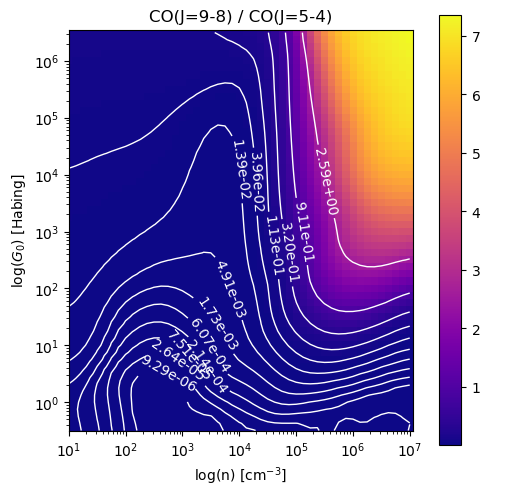 CO(J=9-8) / CO(J=5-4)
log(G₀) [Habing]
10⁶
10⁵
10⁴
10³
10²
10¹
10⁰
2.59e+00
1.39e-02
3.96e-02
9.11e-01
1.13e-01
3.20e-01
4.91e-03
1.73e-03
6.07e-04
2.14e-04
7.51e-05
2.64e-05
9.29e-06
10¹
10²
10³
10⁴
10⁵
10⁶
10⁷
log(n) [cm⁻³]
7
6
5
4
3
2
1